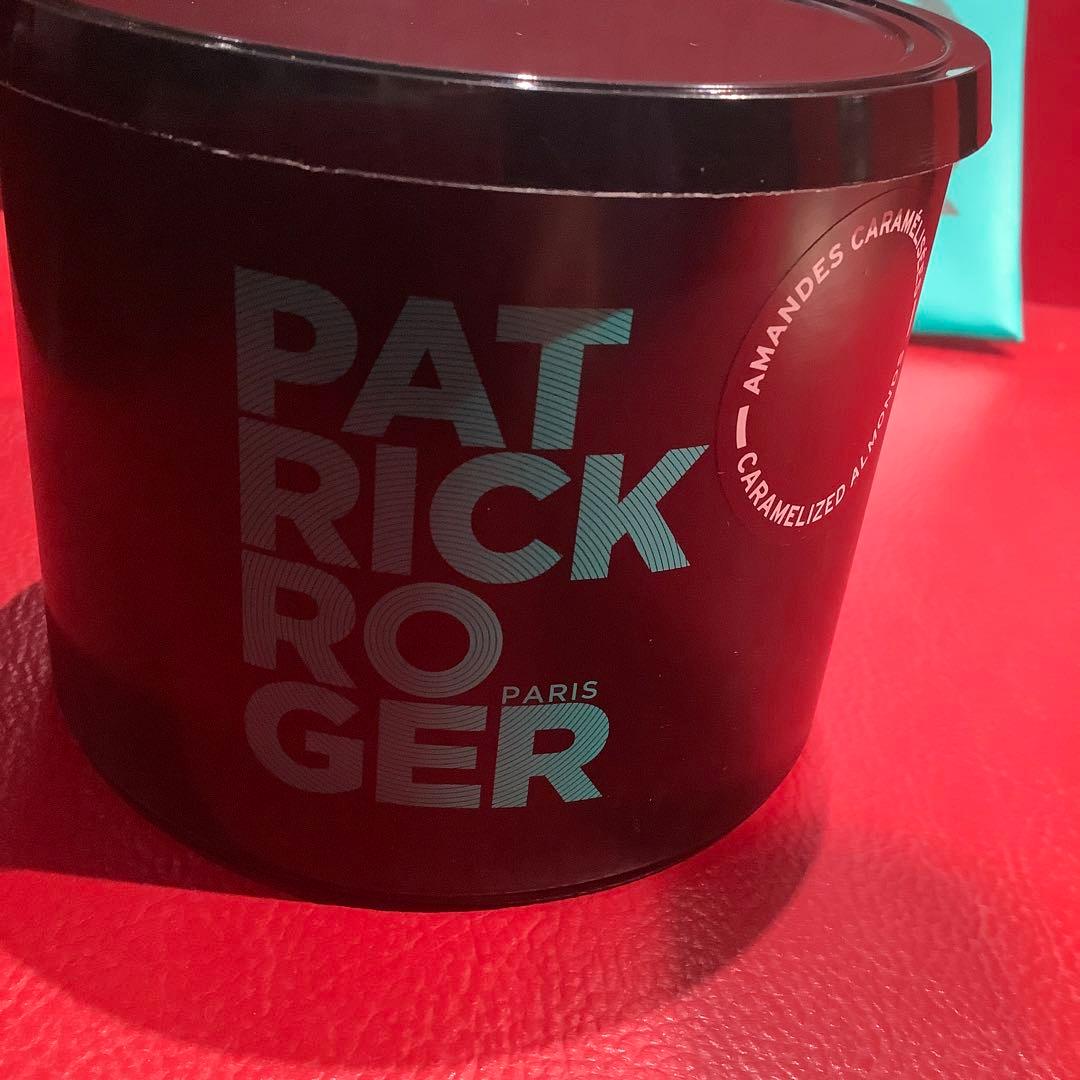 PAT
RICK
RO
PARIS
GER
AMANDES CARAMÉLISÉES
CARAMELIZED ALMONDS